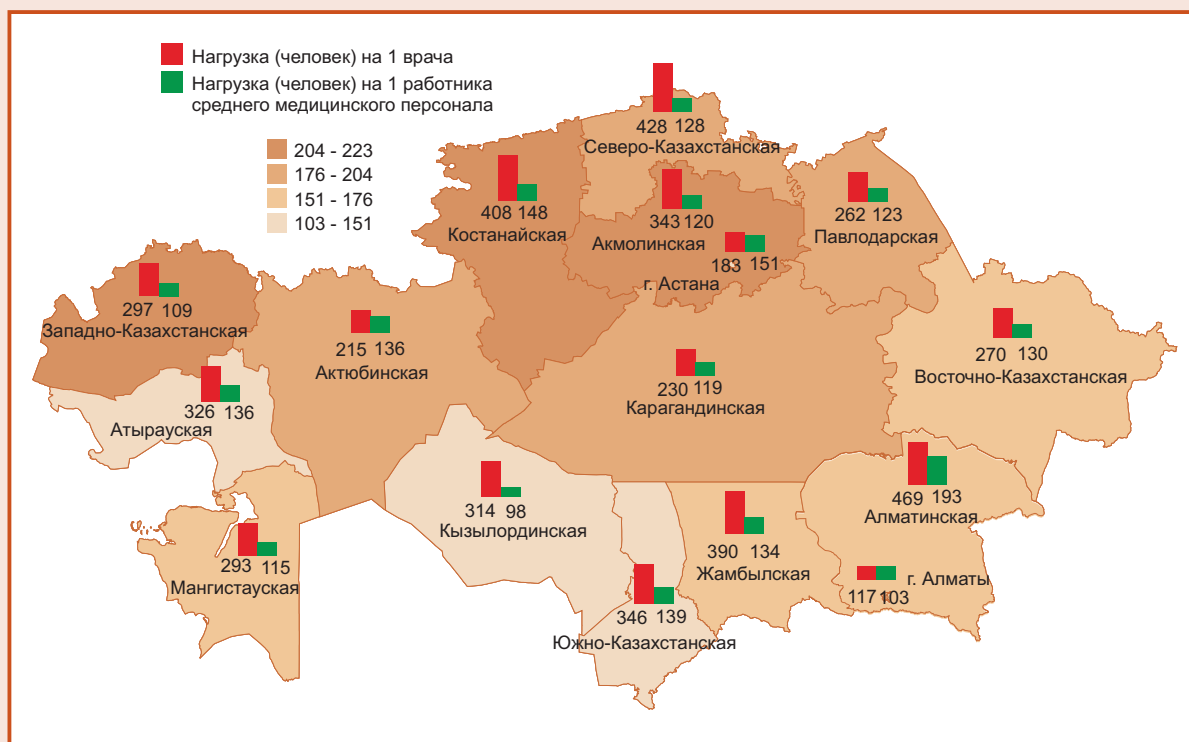 Нагрузка (человек) на 1 врача
Нагрузка (человек) на 1 работника
среднего медицинского персонала
204 - 223
176 - 204
151 - 176
103 - 151
428 128
Северо-Казахстанская
408 148
Костанайская
343 120
Акмолинская
183 151
г. Астана
262 123
Павлодарская
297 109
Западно-Казахстанская
215 136
Актюбинская
230 119
Карагандинская
270 130
Восточно-Казахстанская
326 136
Атырауская
314 98
Кызылординская
469 193
Алматинская
293 115
Мангистауская
390 134
Жамбылская
г. Алматы
117 103
346 139
Южно-Казахстанская